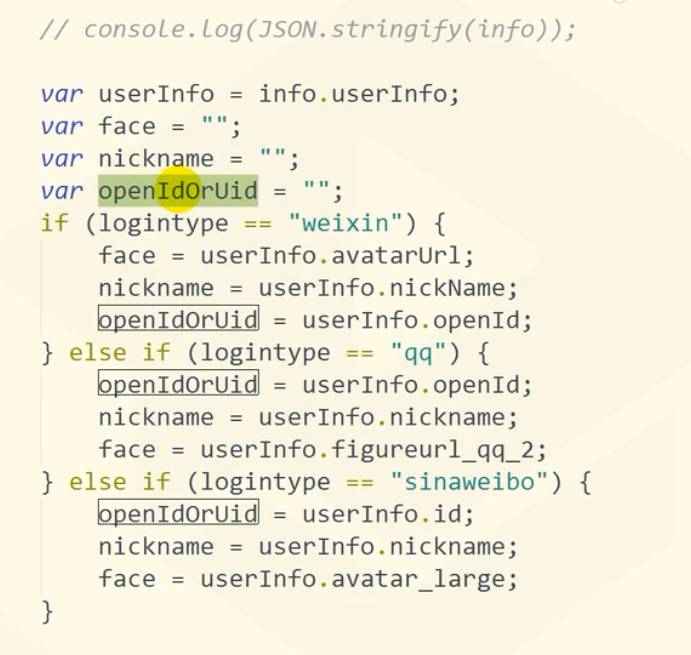 // console.log(JSON.stringify(info));
var userInfo = info.userInfo;
var face = "";
var nickname = "";
var openIdOrUid = "";
if (logintype == "weixin") {
face = userInfo.avatarUrl;
nickname = userInfo.nickName;
openIdOrUid = userInfo.openId;
} else if (logintype == "qq") {
openIdOrUid = userInfo.openId;
nickname = userInfo.nickname;
face = userInfo.figureurl_qq_2;
} else if (logintype == "sinaweibo") {
openIdOrUid = userInfo.id;
nickname = userInfo.nickname;
face = userInfo.avatar_large;
}